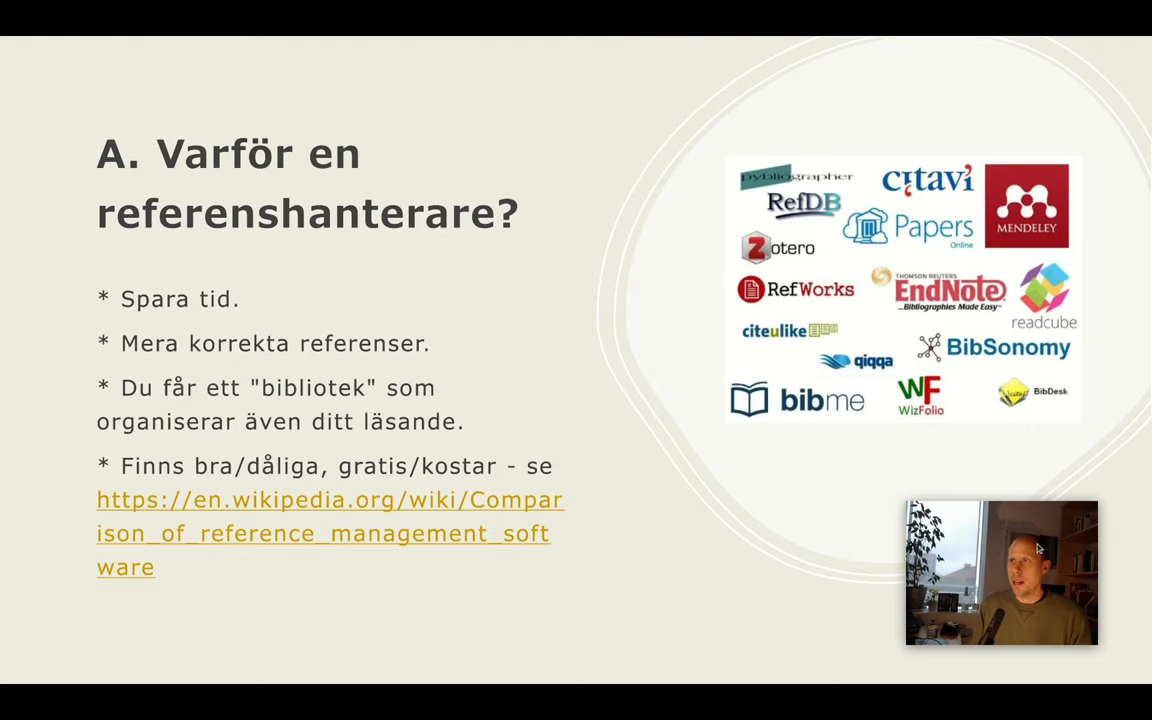 A. Varför en
referenshanterare?
* Spara tid.
* Mera korrekta referenser.
* Du får ett "bibliotek" som
organiserar även ditt läsande.
* Finns bra/dåliga, gratis/kostar - se
https://en.wikipedia.org/wiki/Compar
ison_of_reference_management_soft
ware
pybliographer
citavi
RefDB
Papers
Online
MENDELEY
Zotero
RefWorks
THOMSON REUTERS
EndNote
...Bibliographies Made Easy™
readcube
citeulike
qiqqa
BibSonomy
bibme
WF
WizFolio
BibDesk